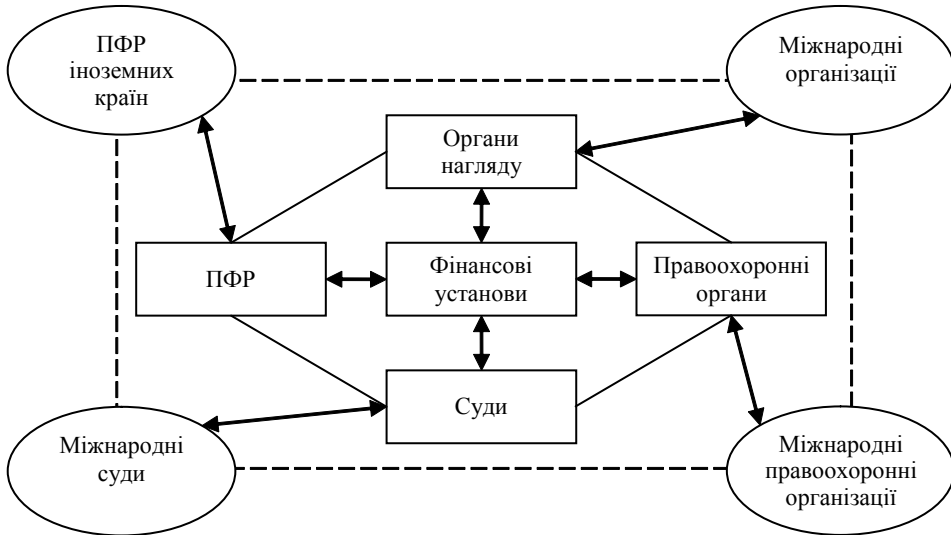 ПФР
іноземних
країн
Міжнародні
організації
Органи
нагляду
ПФР
Фінансові
установи
Правоохоронні
органи
Суди
Міжнародні
суди
Міжнародні
правоохоронні
організації